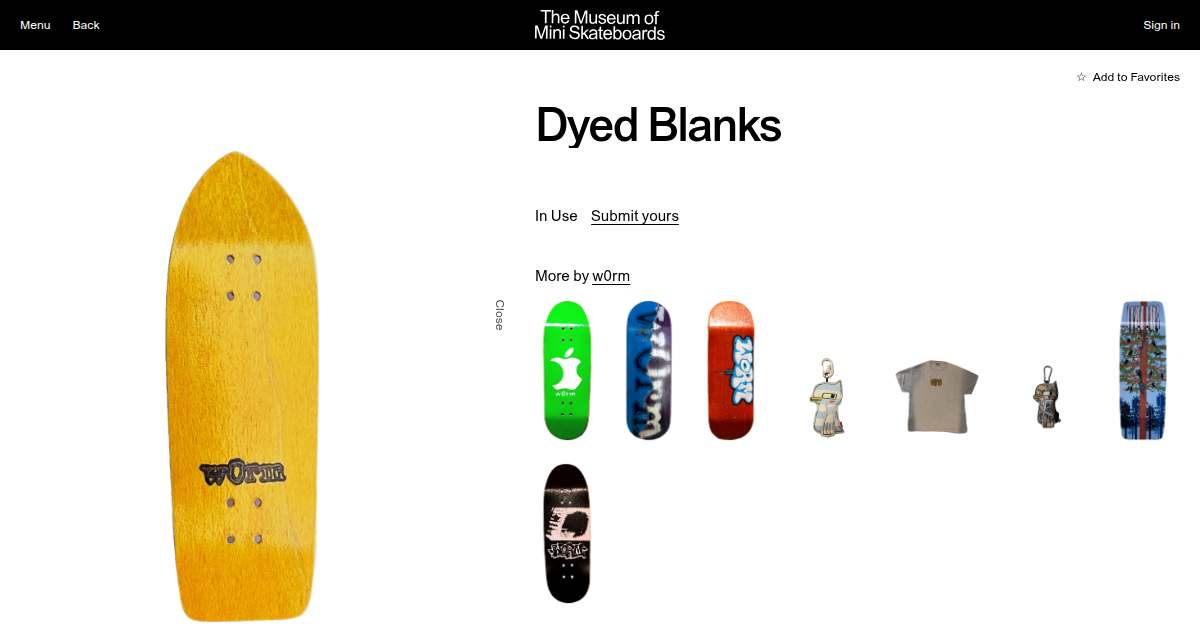 Menu
Back
The Museum of
Mini Skateboards
Sign in
☆ Add to Favorites
Dyed Blanks
In Use
Submit yours
More by w0rm
Close
w0rm
w0rm